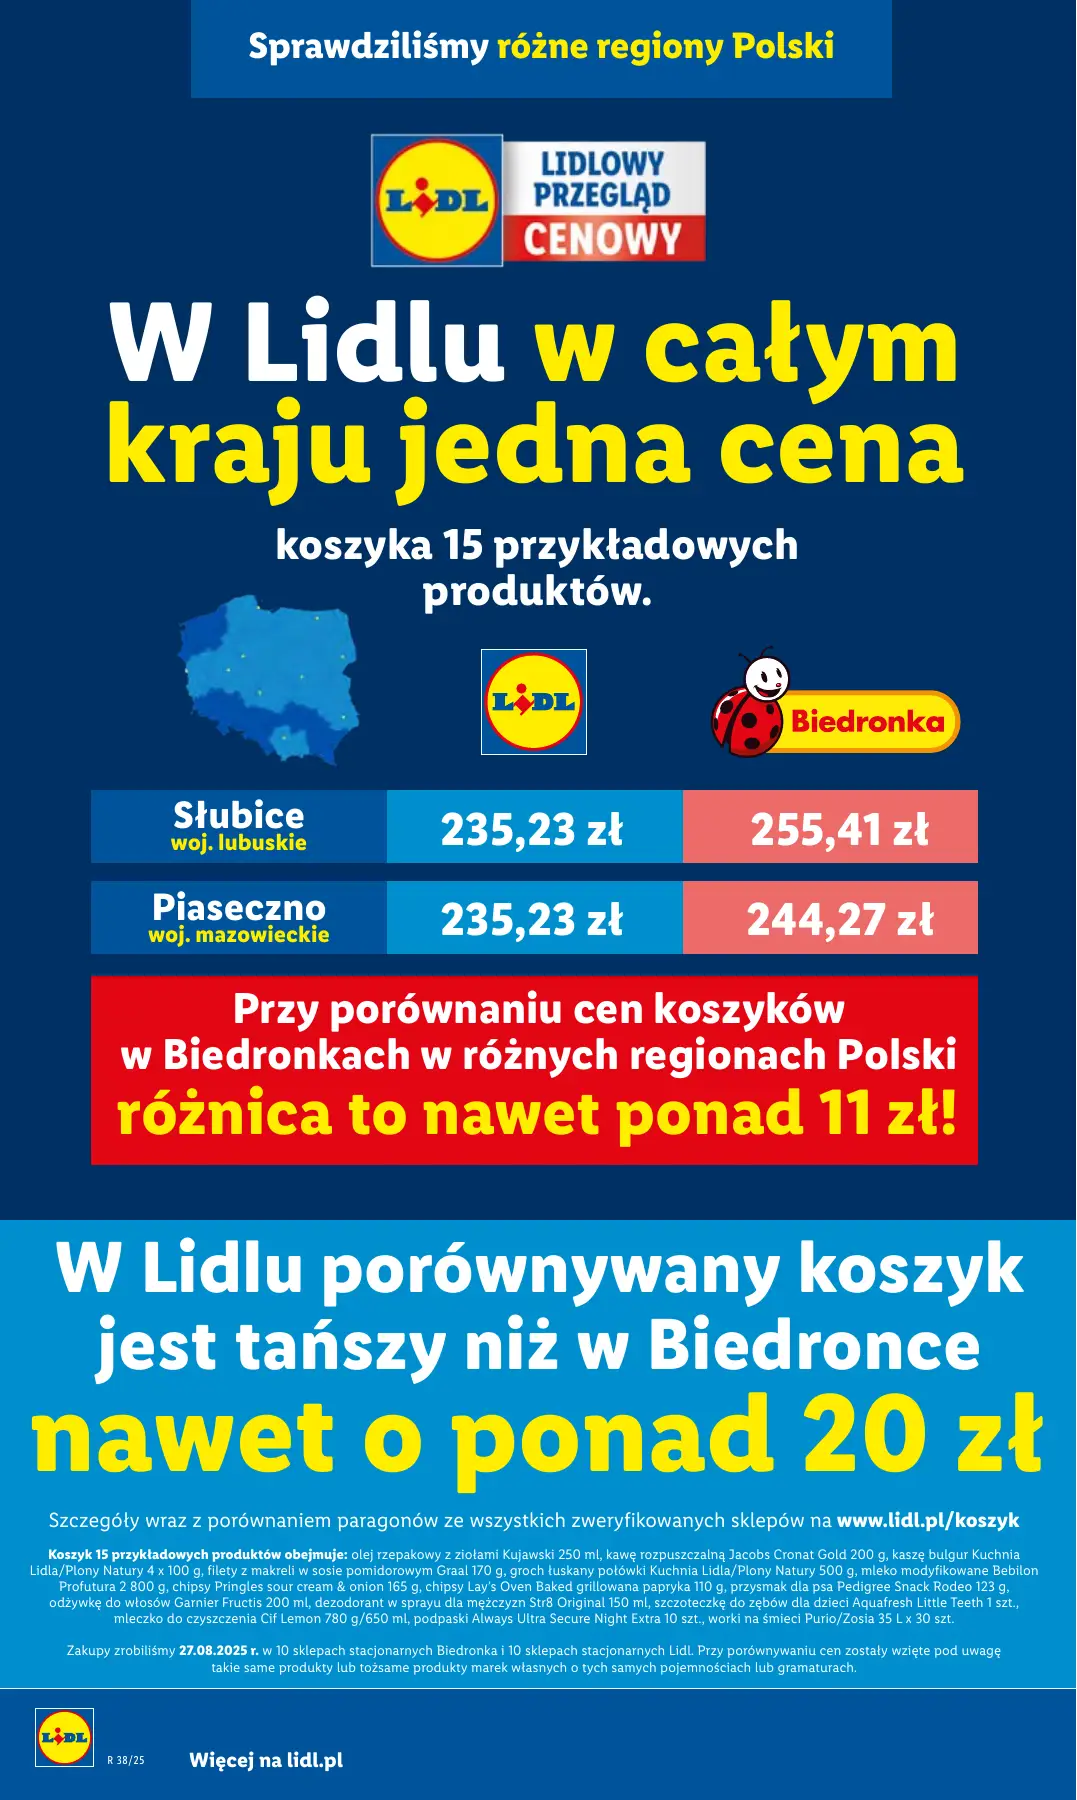 Sprawdziliśmy różne regiony Polski
LIDL
LIDLOWY
PRZEGLĄD
CENOWY
W Lidlu w całym
kraju jedna cena
koszyka 15 przykładowych
produktów.
LIDL
Biedronka
Słubice
woj. lubuskie
235,23 zł
255,41 zł
Piaseczno
woj. mazowieckie
235,23 zł
244,27 zł
Przy porównaniu cen koszyków
w Biedronkach w różnych regionach Polski
różnica to nawet ponad 11 zł!
W Lidlu porównywany koszyk
jest tańszy niż w Biedronce
nawet o ponad 20 zł
Szczegóły wraz z porównaniem paragonów ze wszystkich zweryfikowanych sklepów na www.lidl.pl/koszyk
Koszyk 15 przykładowych produktów obejmuje: olej rzepakowy z ziołami Kujawski 250 ml, kawę rozpuszczalną Jacobs Cronat Gold 200 g, kaszę bulgur Kuchnia
Lidla/Plony Natury 4 x 100 g, filety z makreli w sosie pomidorowym Graal 170 g, groch łuskany połówki Kuchnia Lidla/Plony Natury 500 g, mleko modyfikowane Bebilon
Profutura 2 800 g, chipsy Pringles sour cream & onion 165 g, chipsy Lay's Oven Baked grillowana papryka 110 g, przysmak dla psa Pedigree Snack Rodeo 123 g,
odżywkę do włosów Garnier Fructis 200 ml, dezodorant w sprayu dla mężczyzn Str8 Original 150 ml, szczoteczkę do zębów dla dzieci Aquafresh Little Teeth 1 szt.,
mleczko do czyszczenia Cif Lemon 780 g/650 ml, podpaski Always Ultra Secure Night Extra 10 szt., worki na śmieci Purio/Zosia 35 L x 30 szt.
Zakupy zrobiliśmy 27.08.2025 r. w 10 sklepach stacjonarnych Biedronka i 10 sklepach stacjonarnych Lidl. Przy porównywaniu cen zostały wzięte pod uwagę
takie same produkty lub tożsame produkty marek własnych o tych samych pojemnościach lub gramaturach.
LIDL
R 38/25
Więcej na lidl.pl